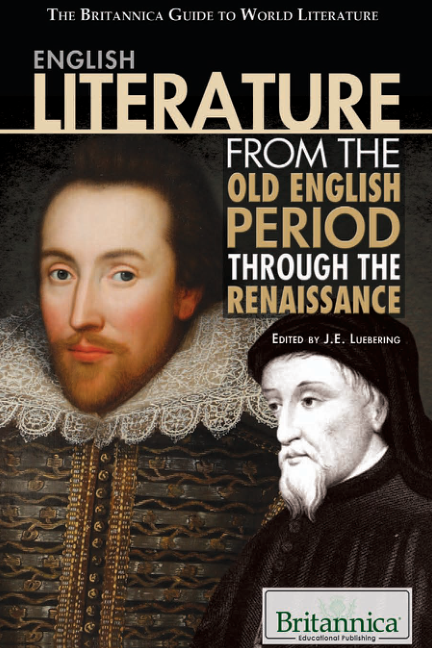 THE BRITANNICA GUIDE TO WORLD LITERATURE
ENGLISH
LITERATURE
FROM THE
OLD ENGLISH
PERIOD
THROUGH THE
RENAISSANCE
EDITED BY J.E. LUEBERING
Britannica®
Educational Publishing